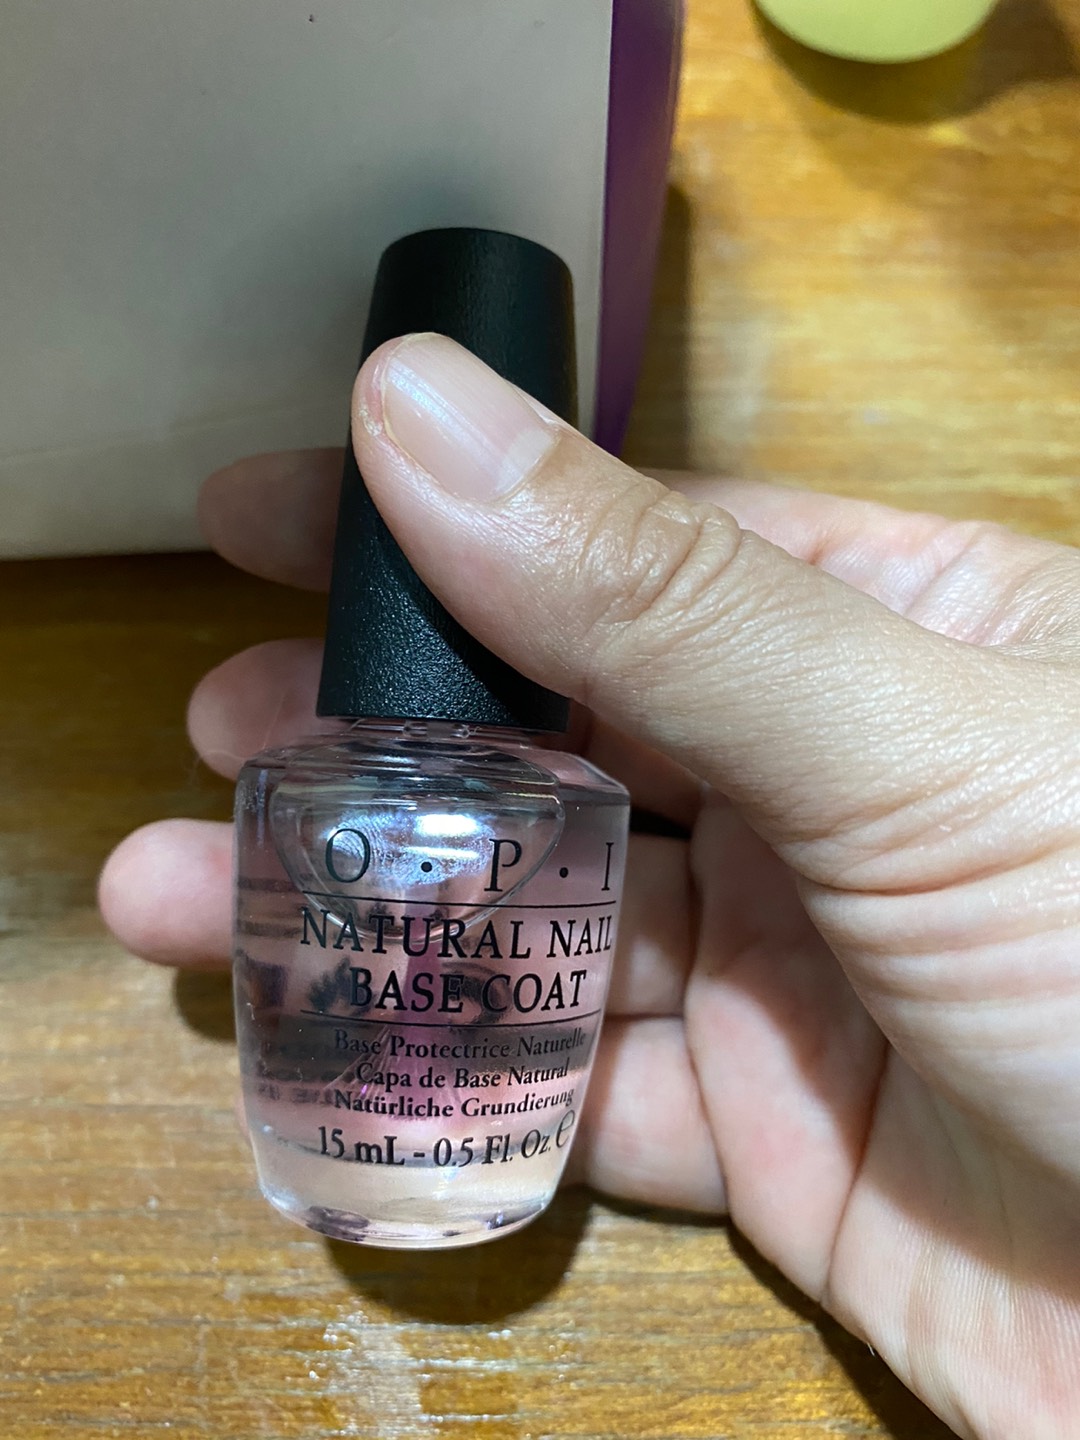 O · P · I
NATURAL NAIL
BASE COAT
Base Protectrice Naturelle
Capa de Base Natural
Natürliche Grundierung
15 mL - 0.5 Fl. Oz. ℮